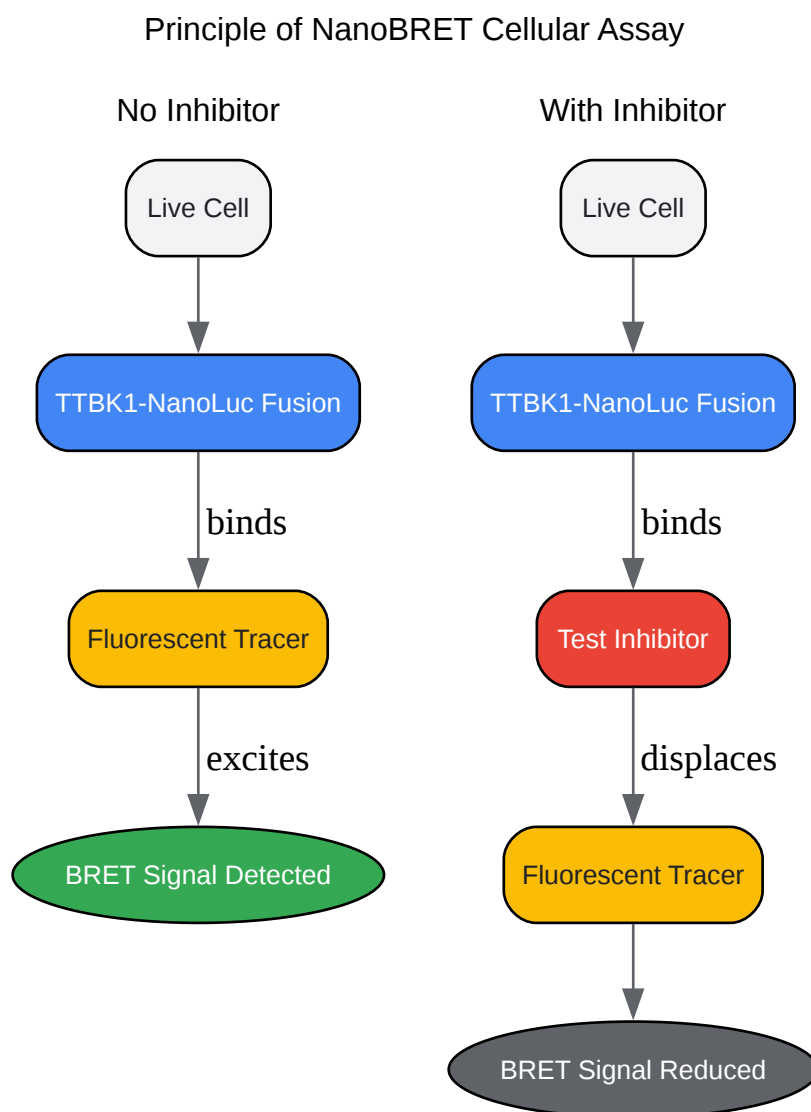 Principle of NanoBRET Cellular Assay
No Inhibitor
Live Cell
TTBK1-NanoLuc Fusion
binds
Fluorescent Tracer
excites
BRET Signal Detected
With Inhibitor
Live Cell
TTBK1-NanoLuc Fusion
binds
Test Inhibitor
displaces
Fluorescent Tracer
BRET Signal Reduced